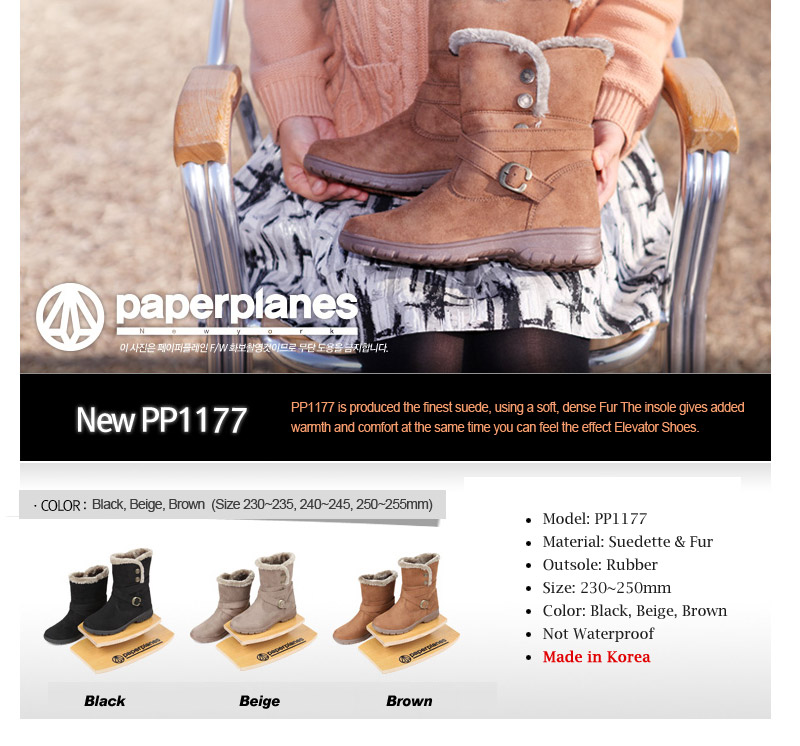 paperplanes
Newyork
이 사진은 페이퍼플레인 F/W 화보촬영컷이므로 무단 도용을 금지합니다.
New PP1177
PP1177 is produced the finest suede, using a soft, dense Fur The insole gives added
warmth and comfort at the same time you can feel the effect Elevator Shoes.
· COLOR : Black, Beige, Brown (Size 230~235, 240~245, 250~255mm)
paperplanes
paperplanes
paperplanes
Black
Beige
Brown
• Model: PP1177
• Material: Suedette & Fur
• Outsole: Rubber
• Size: 230~250mm
• Color: Black, Beige, Brown
• Not Waterproof
• Made in Korea